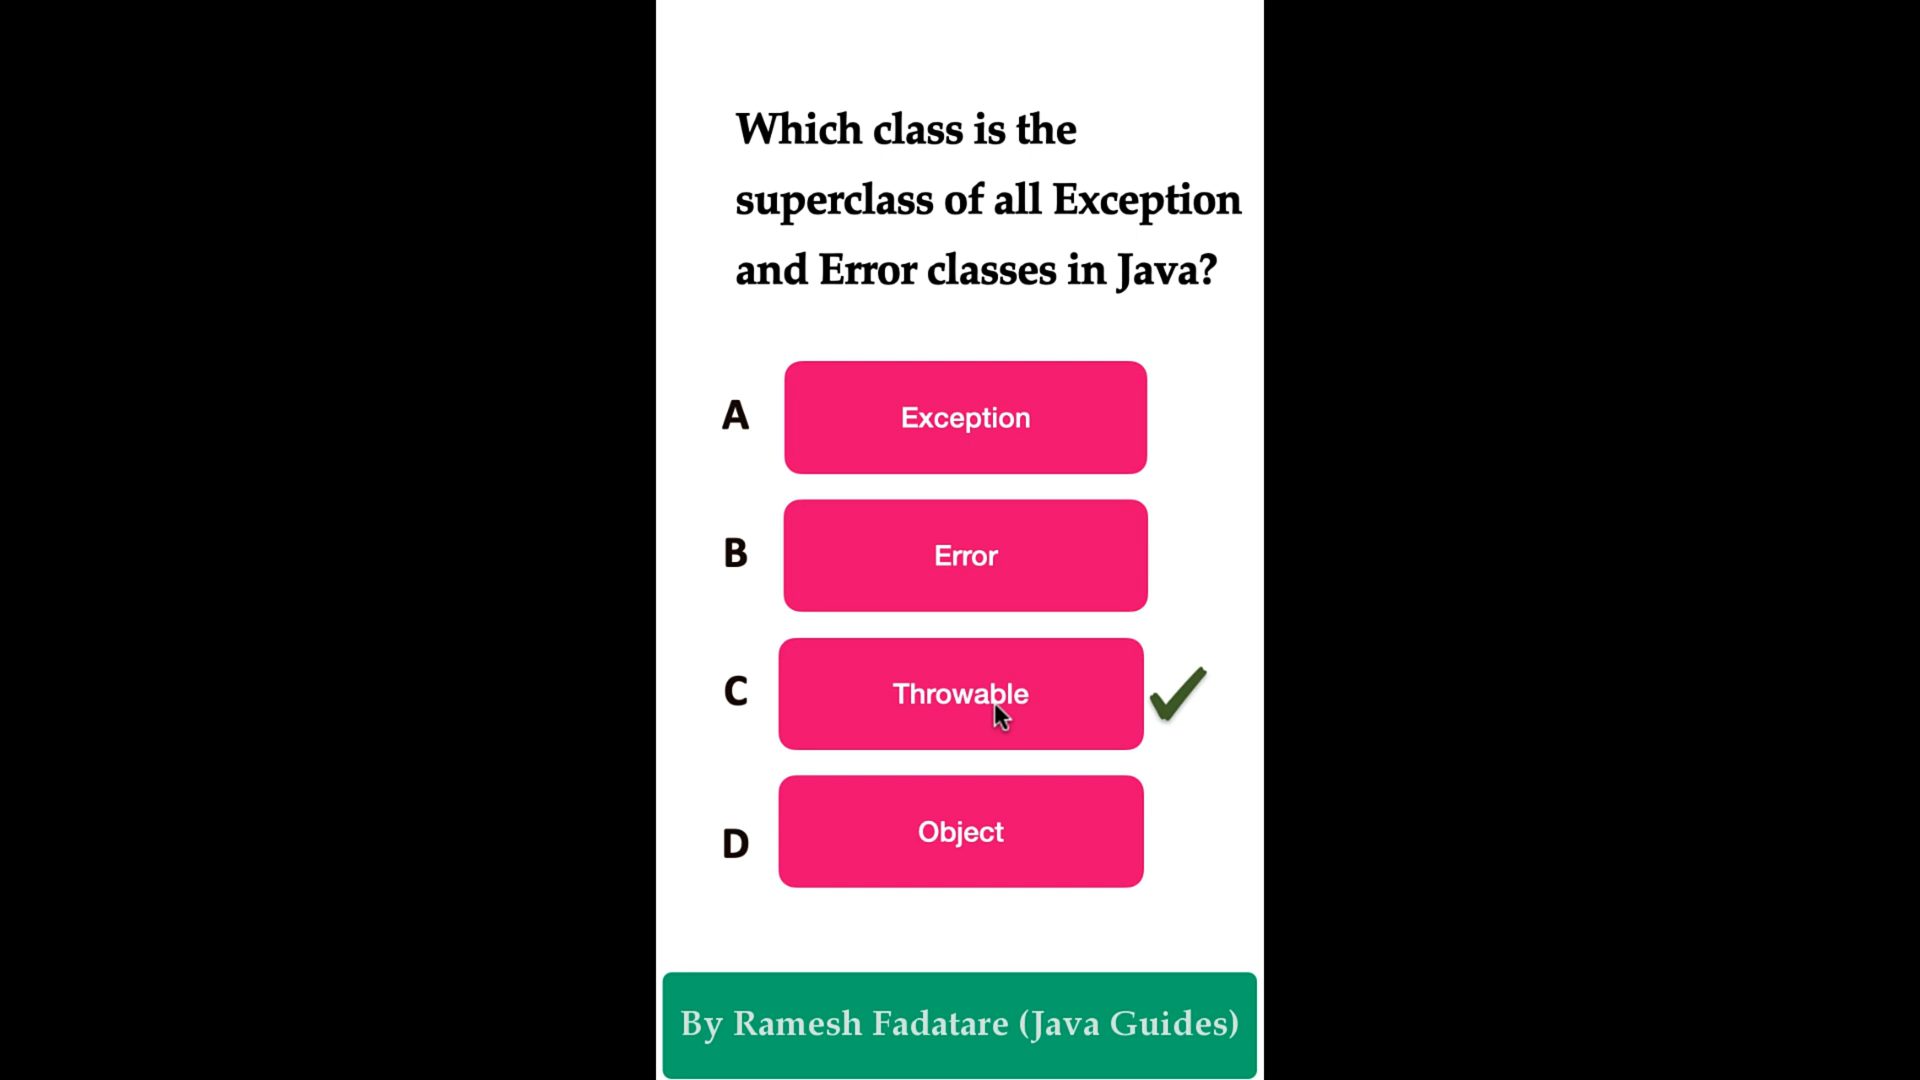 Which class is the
superclass of all Exception
and Error classes in Java?
A
Exception
B
Error
C
Throwable
D
Object
By Ramesh Fadatare (Java Guides)